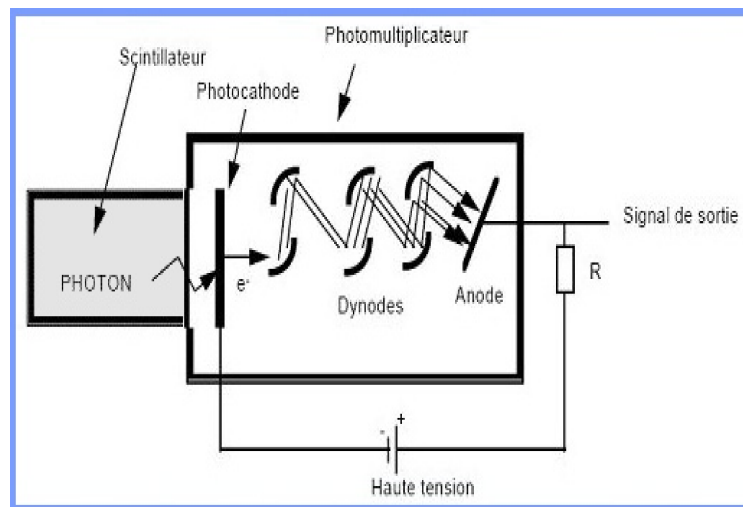 Photomultiplicateur
Scintillateur
Photocathode
Signal de sortie
PHOTON
e-
Dynodes
Anode
R
- +
Haute tension